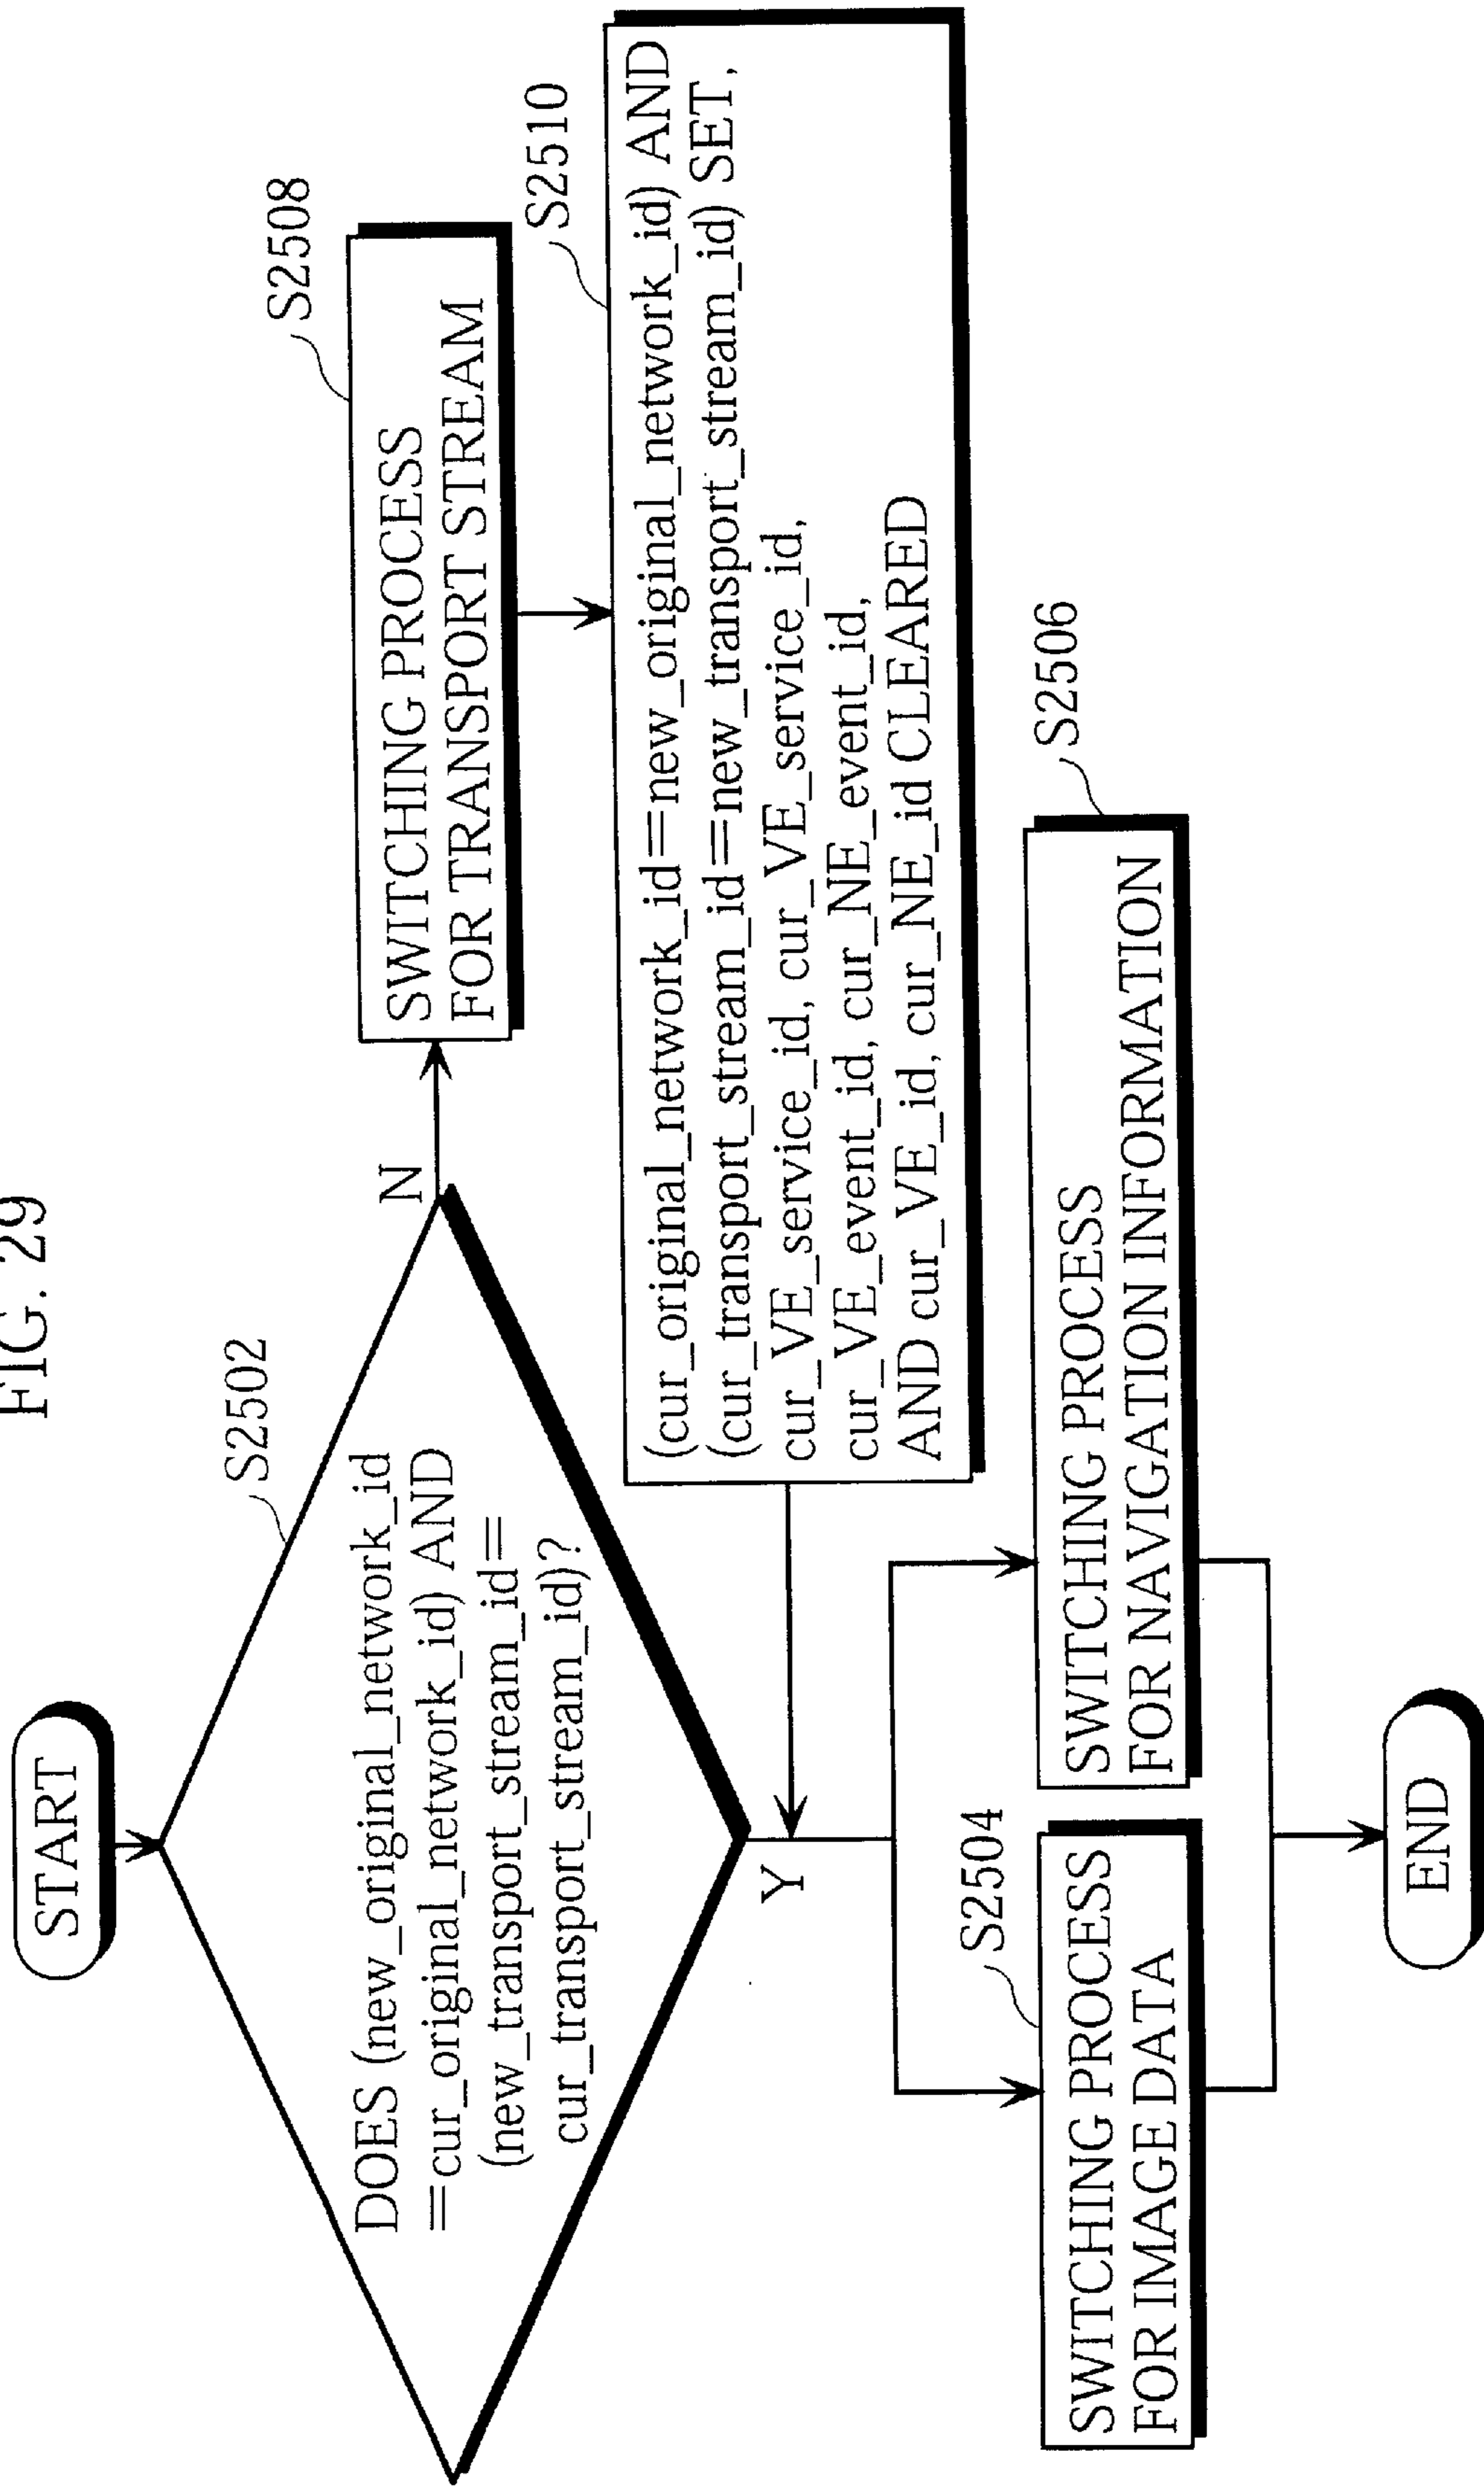 FIG. 29
START
S2502
DOES (new_original_network_id
=cur_original_network_id) AND
(new_transport_stream_id=
cur_transport_stream_id)?
N
S2508
SWITCHING PROCESS
FOR TRANSPORT STREAM
S2510
(cur_original_network_id=new_original_network_id) AND
(cur_transport_stream_id=new_transport_stream_id) SET,
cur_VE_service_id, cur_VE_service_id,
cur_VE_event_id, cur_NE_event_id,
AND cur_VE_id, cur_NE_id CLEARED
Y
S2504
SWITCHING PROCESS
FOR IMAGE DATA
S2506
SWITCHING PROCESS
FOR NAVIGATION INFORMATION
END